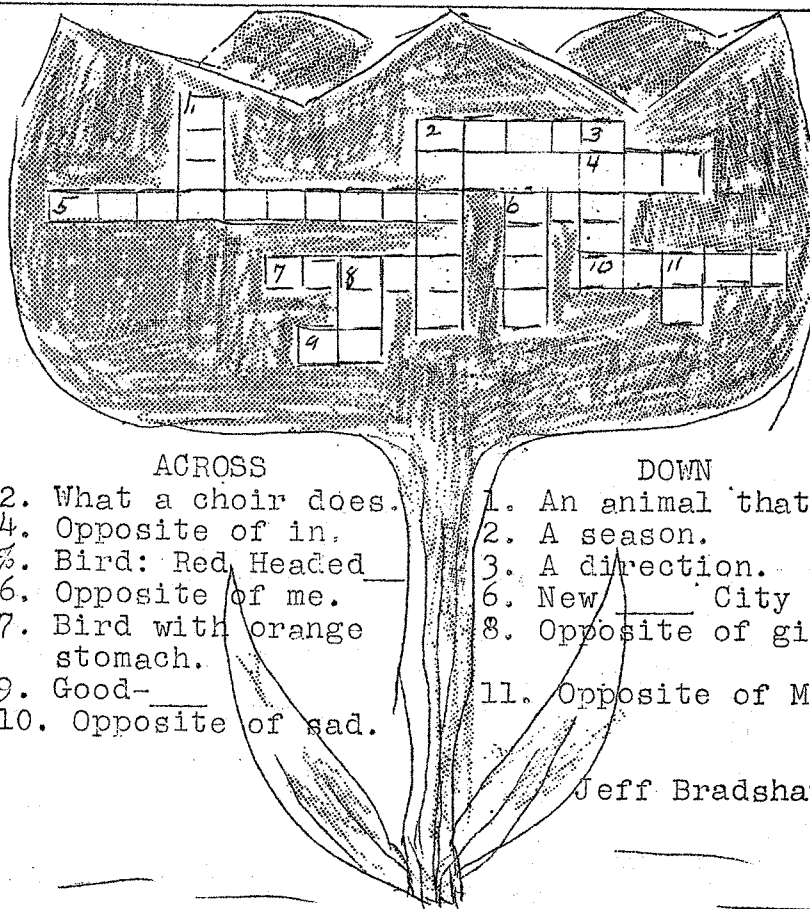 1
2 3
4
5 6
7 8 10 11
9
ACROSS
2. What a choir does.
4. Opposite of in.
5. Bird: Red Headed ___
6. Opposite of me.
7. Bird with orange
stomach.
9. Good-___
10. Opposite of sad.
DOWN
1. An animal that
2. A season.
3. A direction.
6. New ____ City
8. Opposite of gi
11. Opposite of M
Jeff Bradsha